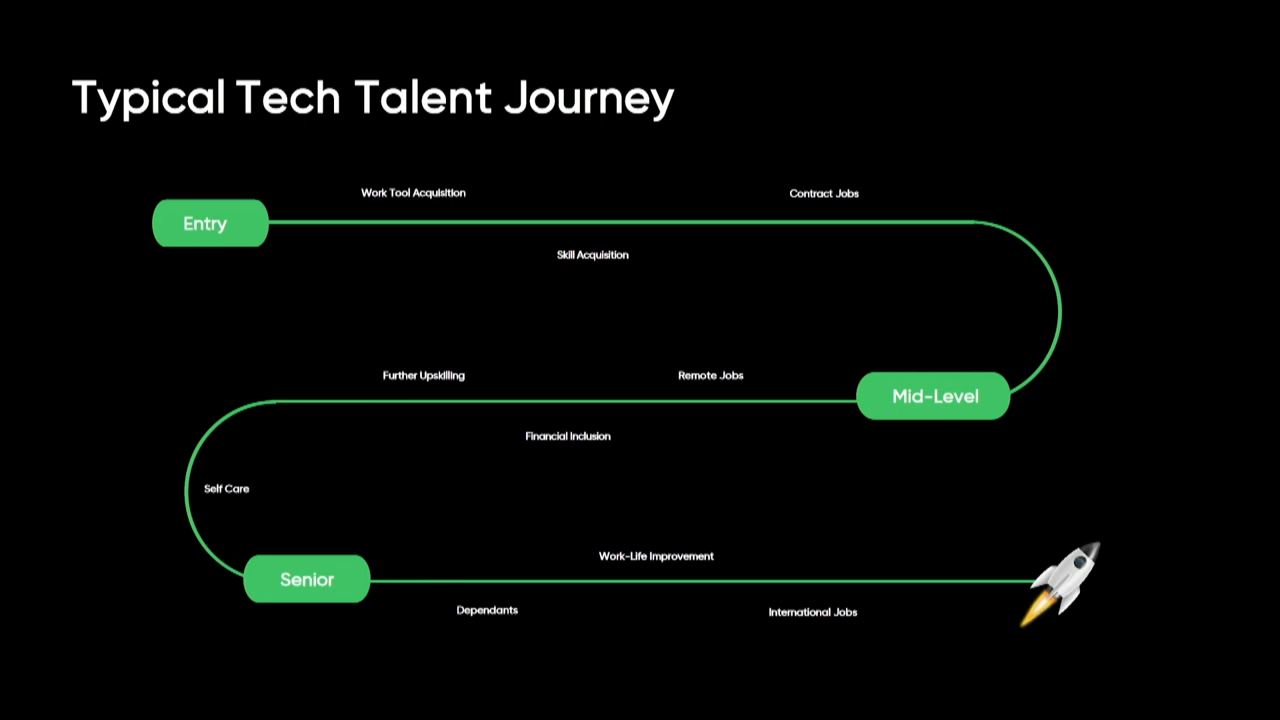 Typical Tech Talent Journey
Work Tool Acquisition
Contract Jobs
Entry
Skill Acquisition
Further Upskilling
Remote Jobs
Mid-Level
Financial Inclusion
Self Care
Work-Life Improvement
Senior
Dependants
International Jobs